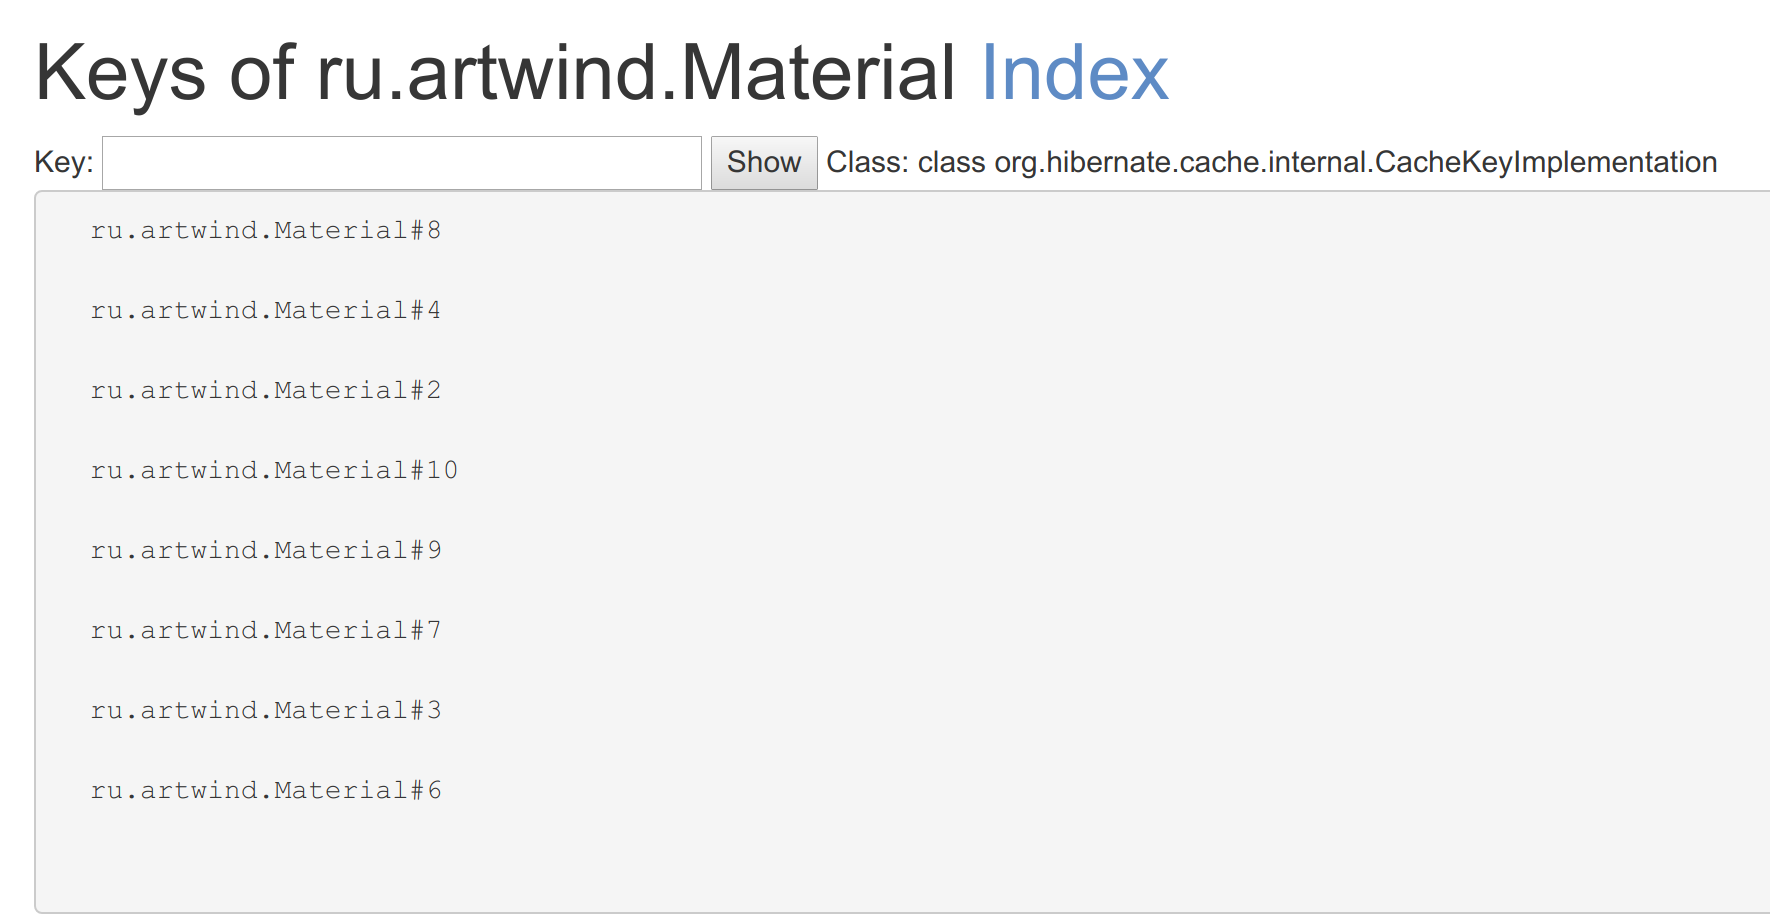 Keys of ru.artwind.Material Index
Key: Show Class: class org.hibernate.cache.internal.CacheKeyImplementation
ru.artwind.Material#8
ru.artwind.Material#4
ru.artwind.Material#2
ru.artwind.Material#10
ru.artwind.Material#9
ru.artwind.Material#7
ru.artwind.Material#3
ru.artwind.Material#6